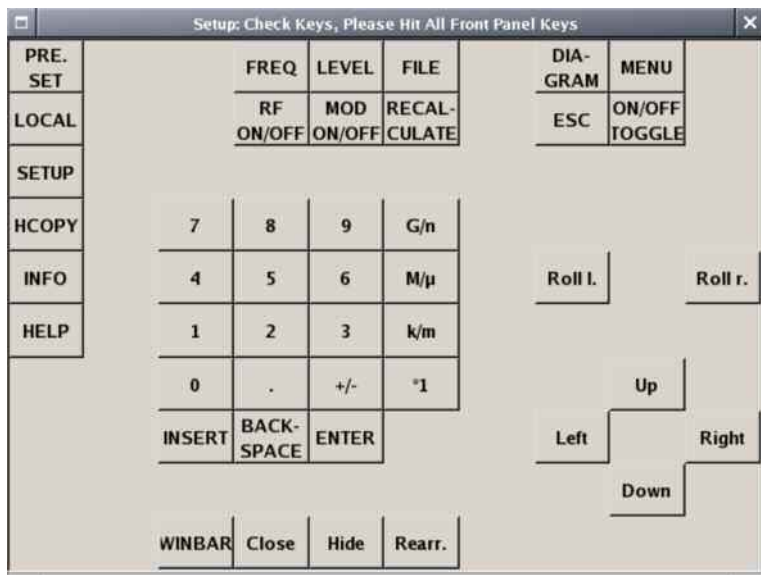 Setup: Check Keys, Please Hit All Front Panel Keys
PRE. SET
FREQ
LEVEL
FILE
DIA- GRAM
MENU
LOCAL
RF ON/OFF
MOD ON/OFF
RECAL- CULATE
ESC
ON/OFF TOGGLE
SETUP
HCOPY
7
8
9
G/n
INFO
4
5
6
M/µ
Roll l.
Roll r.
HELP
1
2
3
k/m
0
.
+/-
*1
Up
INSERT
BACK- SPACE
ENTER
Left
Right
Down
WINBAR
Close
Hide
Rearr.